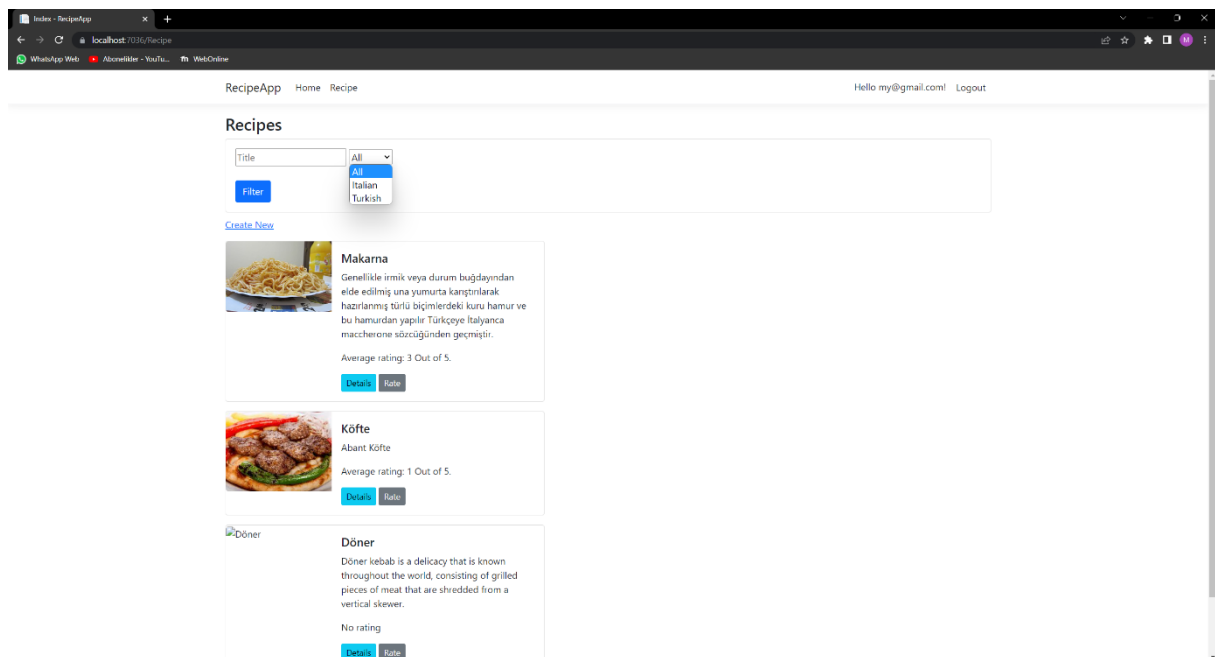 Index - RecipeApp
localhost:7036/Recipe
WhatsApp Web Abonelikler - YouTu... WebOnline
RecipeApp Home Recipe Hello my@gmail.com! Logout
Recipes
Title All
All
Italian
Turkish
Filter
Create New
Makarna
Genellikle irmik veya durum buğdayından
elde edilmiş una yumurta karıştırılarak
hazırlanmış türlü biçimlerdeki kuru hamur ve
bu hamurdan yapılır Türkçeye İtalyanca
maccherone sözcüğünden geçmiştir.
Average rating: 3 Out of 5.
Details Rate
Köfte
Abant Köfte
Average rating: 1 Out of 5.
Details Rate
Döner
Döner
Döner kebab is a delicacy that is known
throughout the world, consisting of grilled
pieces of meat that are shredded from a
vertical skewer.
No rating
Details Rate